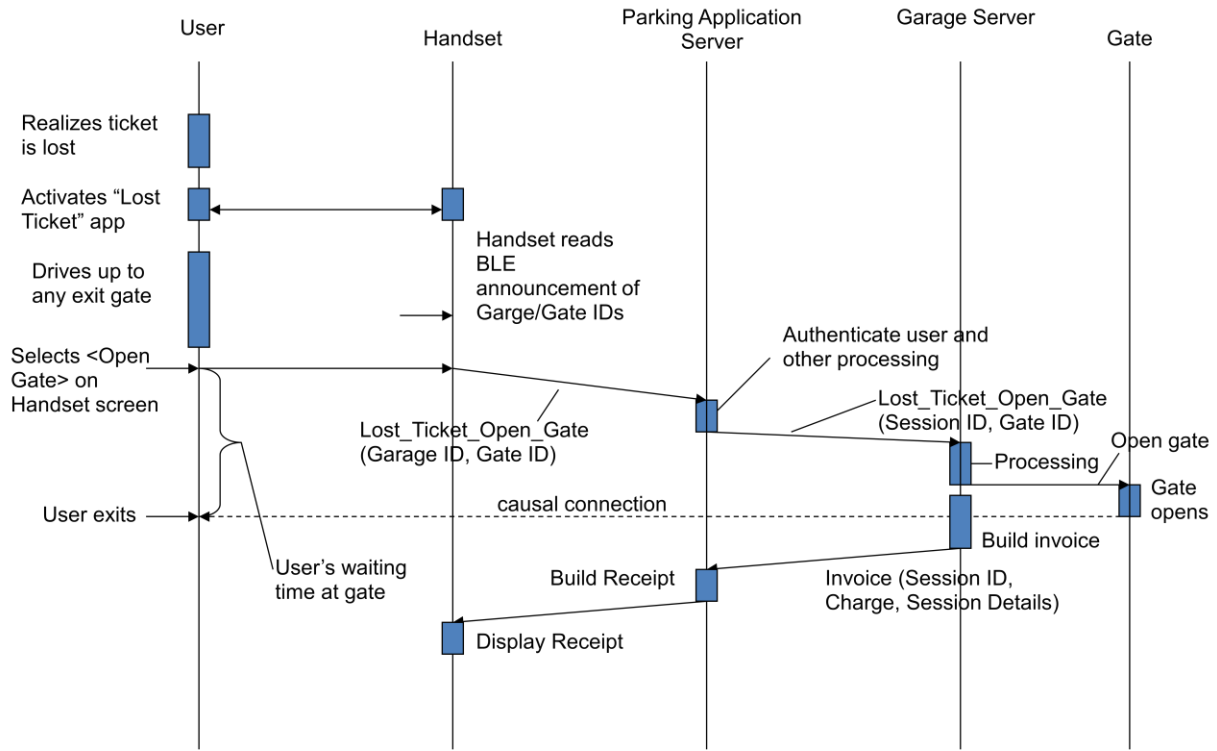 User
Handset
Parking Application
Server
Garage Server
Gate
Realizes ticket
is lost
Activates “Lost
Ticket” app
Handset reads
BLE
announcement of
Garge/Gate IDs
Drives up to
any exit gate
Authenticate user and
other processing
Selects <Open
Gate> on
Handset screen
Lost_Ticket_Open_Gate
(Garage ID, Gate ID)
Lost_Ticket_Open_Gate
(Session ID, Gate ID)
Open gate
Processing
Gate
opens
causal connection
User exits
Build invoice
User’s waiting
time at gate
Build Receipt
Invoice (Session ID,
Charge, Session Details)
Display Receipt